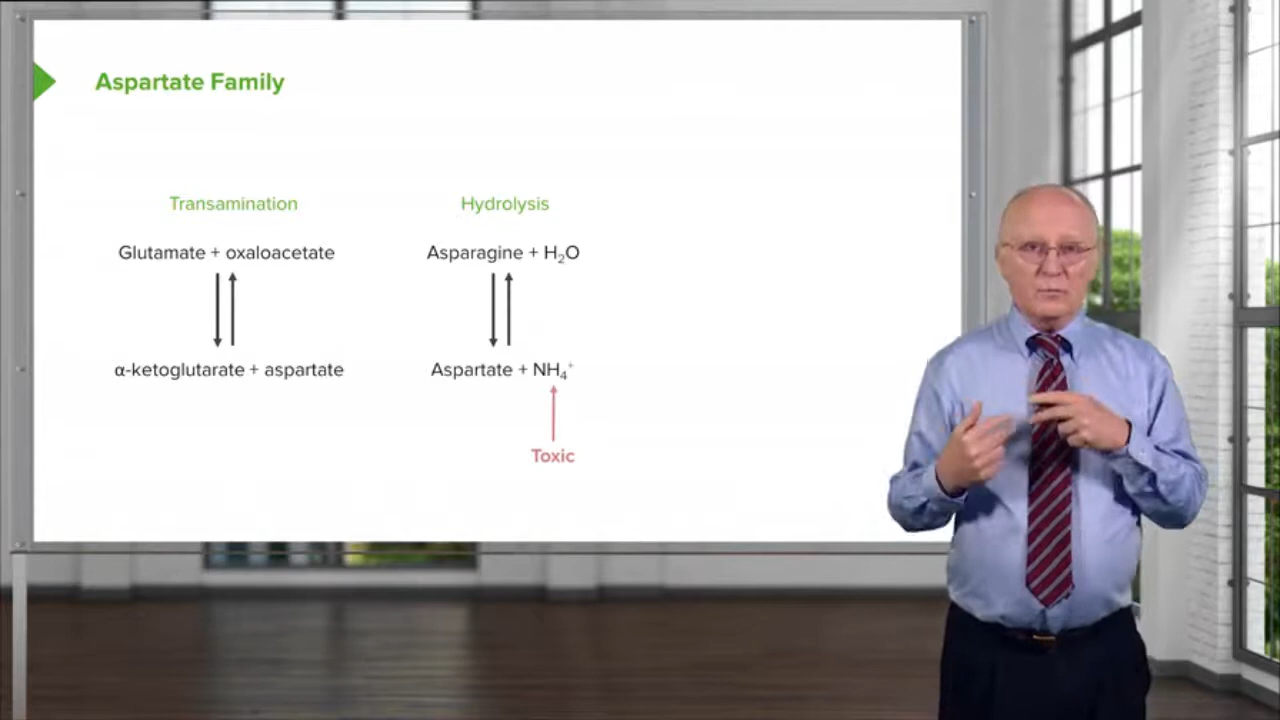 Aspartate Family
Transamination
Glutamate + oxaloacetate
α-ketoglutarate + aspartate
Hydrolysis
Asparagine + H₂O
Aspartate + NH₄⁺
Toxic